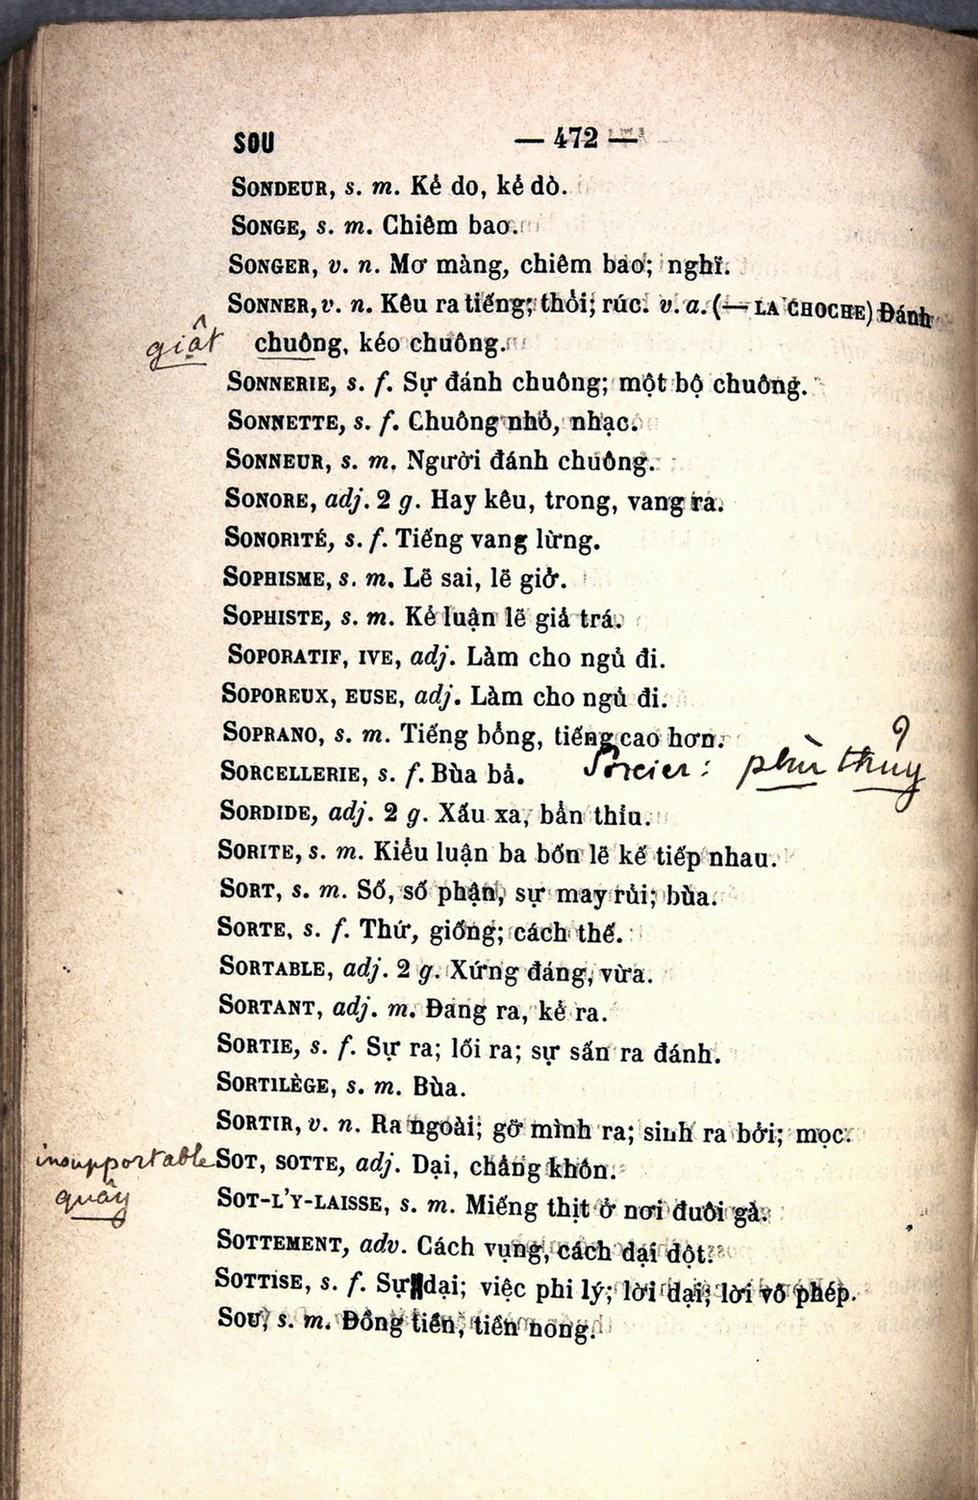 SOU — 472 —
SONDEUR, s. m. Kẻ do, kẻ dò.
SONGE, s. m. Chiêm bao.
SONGER, v. n. Mơ màng, chiêm bao; nghĩ.
SONNER, v. n. Kêu ra tiếng; thổi; rúc. v. a. (— LA CHOCHE) Đánh
giật chuông, kéo chuông.
SONNERIE, s. f. Sự đánh chuông; một bộ chuông.
SONNETTE, s. f. Chuông nhỏ, nhạc.
SONNEUR, s. m. Người đánh chuông.
SONORE, adj. 2 g. Hay kêu, trong, vang ra.
SONORITÉ, s. f. Tiếng vang lừng.
SOPHISME, s. m. Lẽ sai, lẽ giở.
SOPHISTE, s. m. Kẻ luận lẽ giả trá.
SOPORATIF, IVE, adj. Làm cho ngủ đi.
SOPOREUX, EUSE, adj. Làm cho ngủ đi.
SOPRANO, s. m. Tiếng bổng, tiếng cao hơn.
SORCELLERIE, s. f. Bùa bả. Sorcier : phù thủy
SORDIDE, adj. 2 g. Xấu xa, bẩn thỉu.
SORITE, s. m. Kiểu luận ba bốn lẽ kế tiếp nhau.
SORT, s. m. Số, số phận, sự may rủi; bùa.
SORTE, s. f. Thứ, giống; cách thế.
SORTABLE, adj. 2 g. Xứng đáng, vừa.
SORTANT, adj. m. Đang ra, kẻ ra.
SORTIE, s. f. Sự ra; lối ra; sự sấn ra đánh.
SORTILÈGE, s. m. Bùa.
SORTIR, v. n. Ra ngoài; gỡ mình ra; sinh ra bởi; mọc.
insupportable SOT, SOTTE, adj. Dại, chẳng khôn.
quấy SOT-L'Y-LAISSE, s. m. Miếng thịt ở nơi đuôi gà.
SOTTEMENT, adv. Cách vụng, cách dại dột.
SOTTISE, s. f. Sự dại; việc phi lý; lời dại; lời vô phép.
SOU, s. m. Đồng tiền, tiền nong.